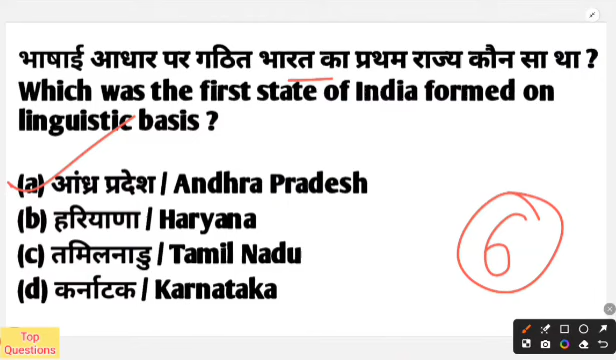 भाषाई आधार पर गठित भारत का प्रथम राज्य कौन सा था ?
Which was the first state of India formed on
linguistic basis ?
(a) आंध्र प्रदेश / Andhra Pradesh
(b) हरियाणा / Haryana
(c) तमिलनाडु / Tamil Nadu
(d) कर्नाटक / Karnataka
6
Top
Questions